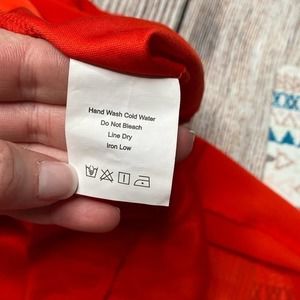 Hand Wash Cold Water
Do Not Bleach
Line Dry
Iron Low